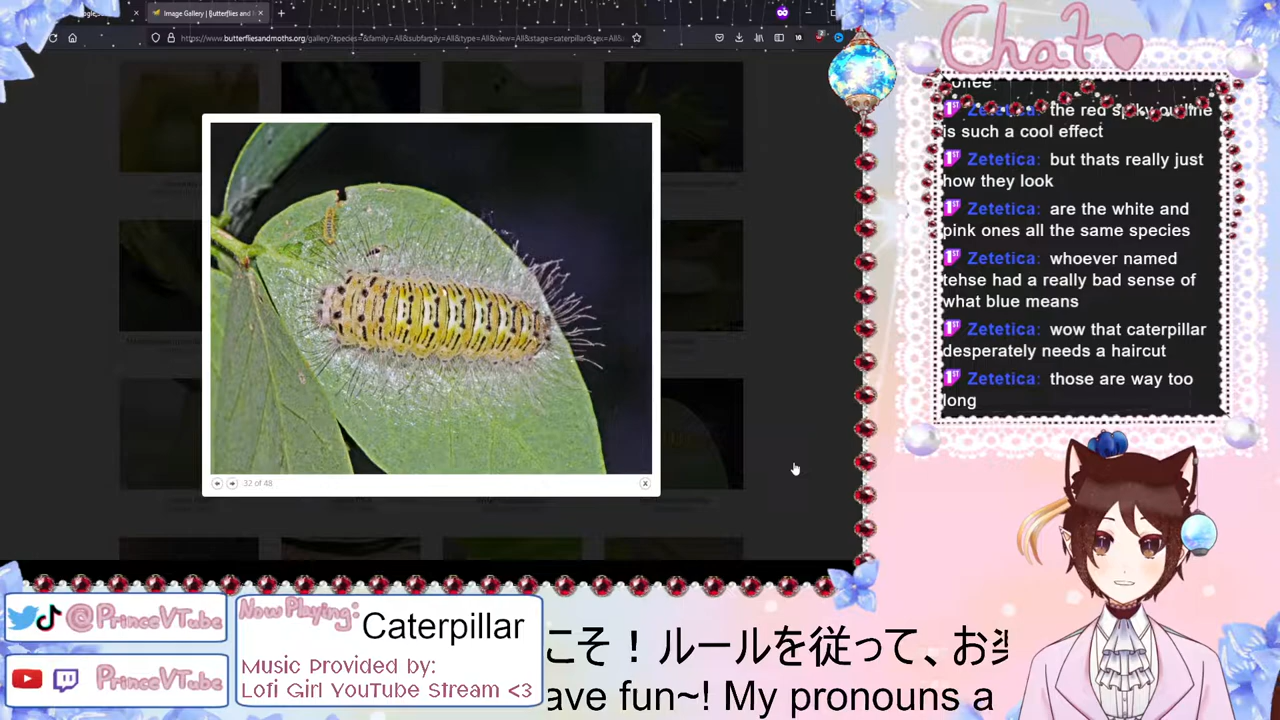 Image Gallery | Butterflies and
https://www.butterfliesandmoths.org/gallery?species=&family=All&subfamily=All&type=All&view=All&stage=caterpillar&sex=All&
32 of 48
Chat
the red spiky outline
is such a cool effect
Zetetica: but thats really just
how they look
Zetetica: are the white and
pink ones all the same species
Zetetica: whoever named
tehse had a really bad sense of
what blue means
Zetetica: wow that caterpillar
desperately needs a haircut
Zetetica: those are way too
long
@PrinceVTube
PrinceVTube
Now Playing:
Caterpillar
Music Provided by:
Lofi Girl YouTube Stream <3
こそ！ルールを従って、お楽
ave fun~! My pronouns a